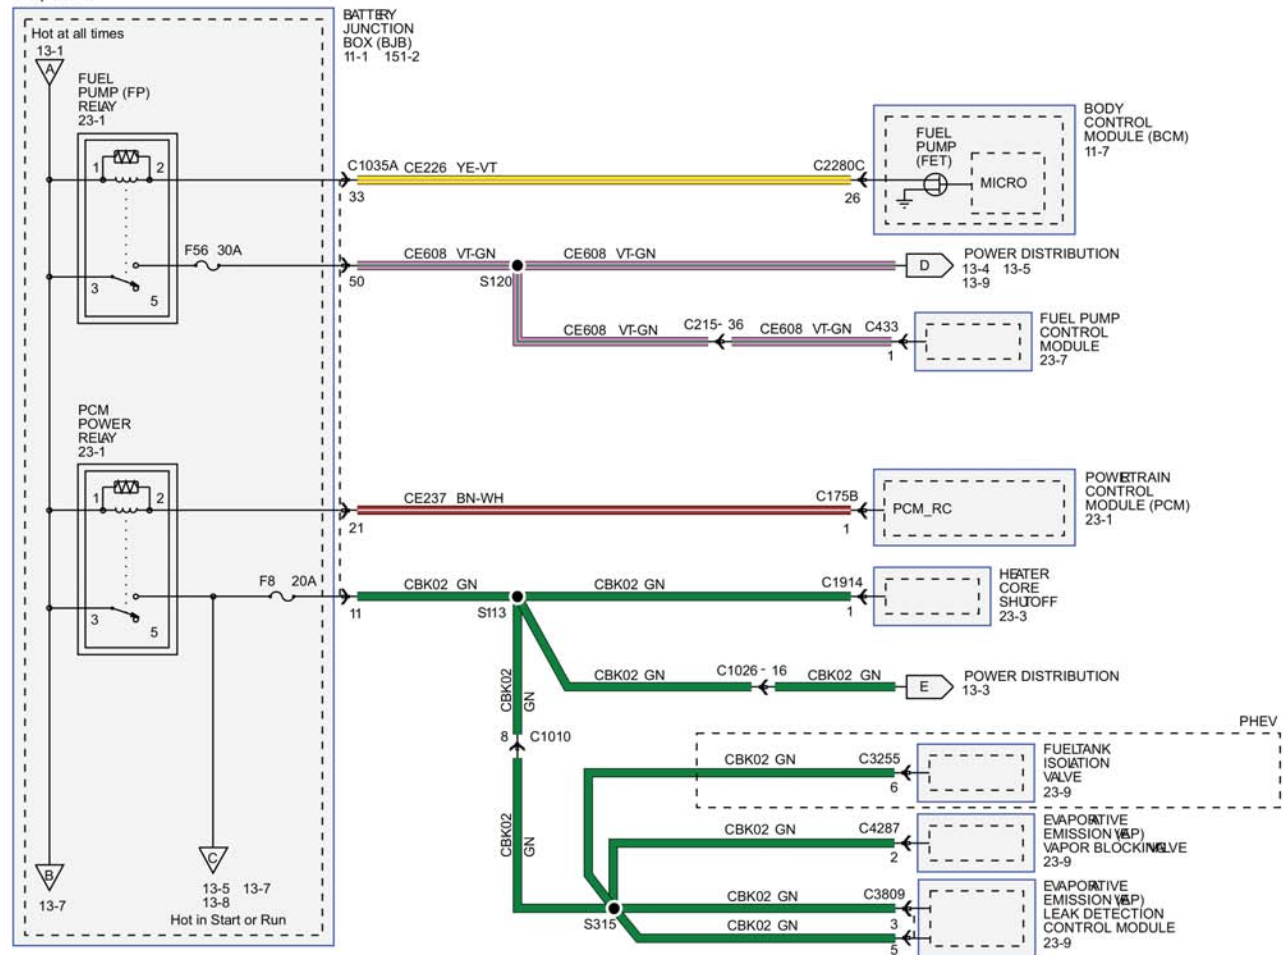 Hot at all times
13-1
A
FUEL
PUMP (FP)
RELAY
23-1
1 2
F56 30A
3
5
BATTERY
JUNCTION
BOX (BJB)
11-1 151-2
C1035A CE226 YE-VT C2280C
33 26
FUEL
PUMP
(FET)
MICRO
BODY
CONTROL
MODULE (BCM)
11-7
CE608 VT-GN CE608 VT-GN
50 S120
D
POWER DISTRIBUTION
13-4 13-5
13-9
CE608 VT-GN C215- 36 CE608 VT-GN C433
1
FUEL PUMP
CONTROL
MODULE
23-7
PCM
POWER
RELAY
23-1
1 2
F8 20A
3
5
CE237 BN-WH C175B
21 1
PCM_RC
POWERTRAIN
CONTROL
MODULE (PCM)
23-1
CBK02 GN CBK02 GN C1914
11 S113 1
HEATER
CORE
SHUTOFF
23-3
CBK02 GN C1026 - 16 CBK02 GN
E
POWER DISTRIBUTION
13-3
CBK02
GN
8 C1010
CBK02
GN
PHEV
CBK02 GN C3255
6
FUELTANK
ISOLATION
VALVE
23-9
CBK02 GN C4287
2
EVAPORATIVE
EMISSION (EVAP)
VAPOR BLOCKING VALVE
23-9
CBK02 GN C3809
3
S315
CBK02 GN
5
EVAPORATIVE
EMISSION (EVAP)
LEAK DETECTION
CONTROL MODULE
23-9
B
13-7
C
13-5 13-7
13-8
Hot in Start or Run